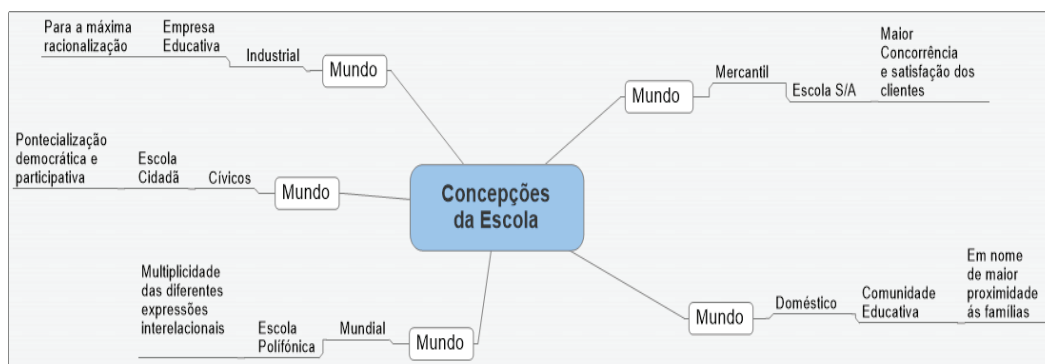 Concepções
da Escola
Mundo
Industrial
Empresa
Educativa
Para a máxima
racionalização
Mundo
Mercantil
Escola S/A
Maior
Concorrência
e satisfação dos
clientes
Mundo
Cívicos
Escola
Cidadã
Pontecialização
democrática e
participativa
Mundo
Doméstico
Comunidade
Educativa
Em nome
de maior
proximidade
ás famílias
Mundo
Mundial
Escola
Polifónica
Multiplicidade
das diferentes
expressões
interelacionais